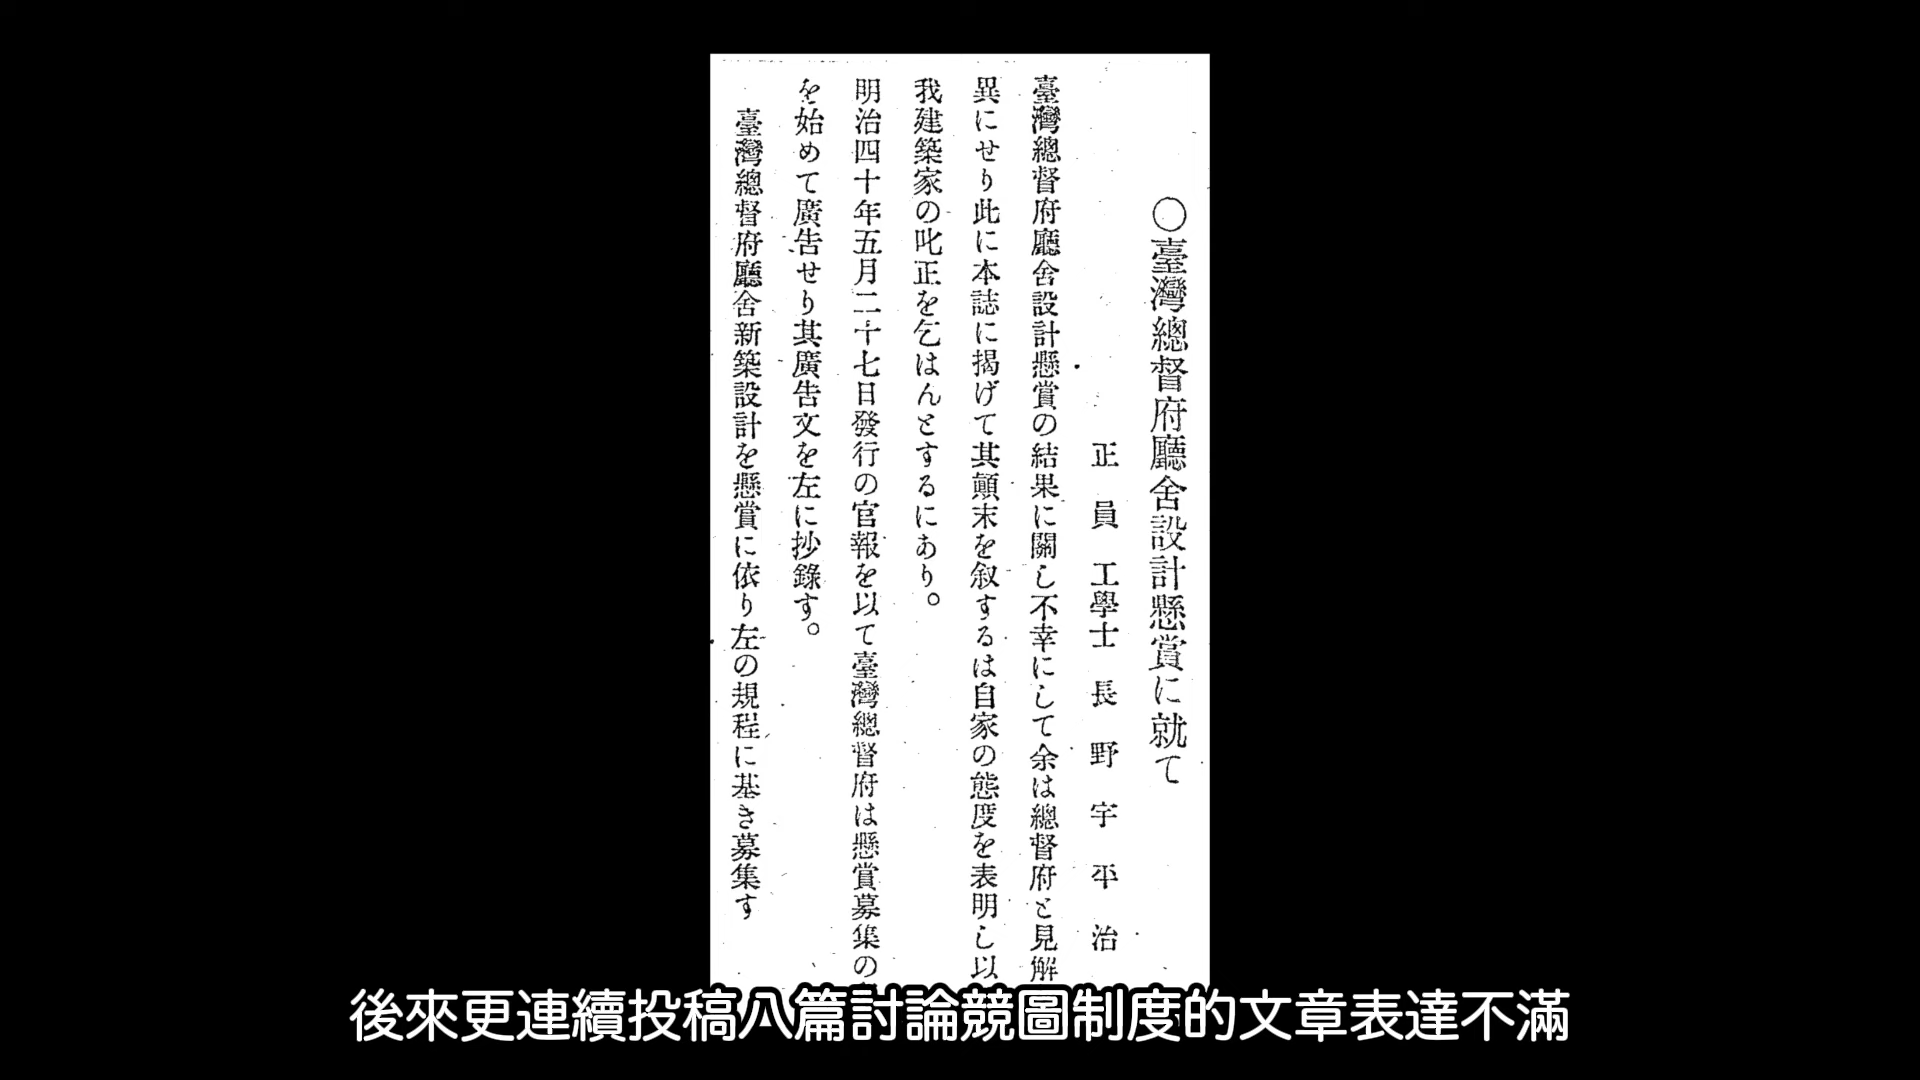 ○臺灣總督府廳舍設計懸賞に就て
正員 工學士 長野宇平治
臺灣總督府廳舍設計懸賞の結果に關し不幸にして余は總督府と見解
異にせり此に本誌に揭げて其顚末を叙するは自家の態度を表明し以
我建築家の叱正を乞はんとするにあり。
明治四十年五月二十七日發行の官報を以て臺灣總督府は懸賞募集の
を始めて廣告せり其廣告文を左に抄錄す。
臺灣總督府廳舍新築設計を懸賞に依り左の規程に基き募集す
後來更連續投稿八篇討論競圖制度的文章表達不滿